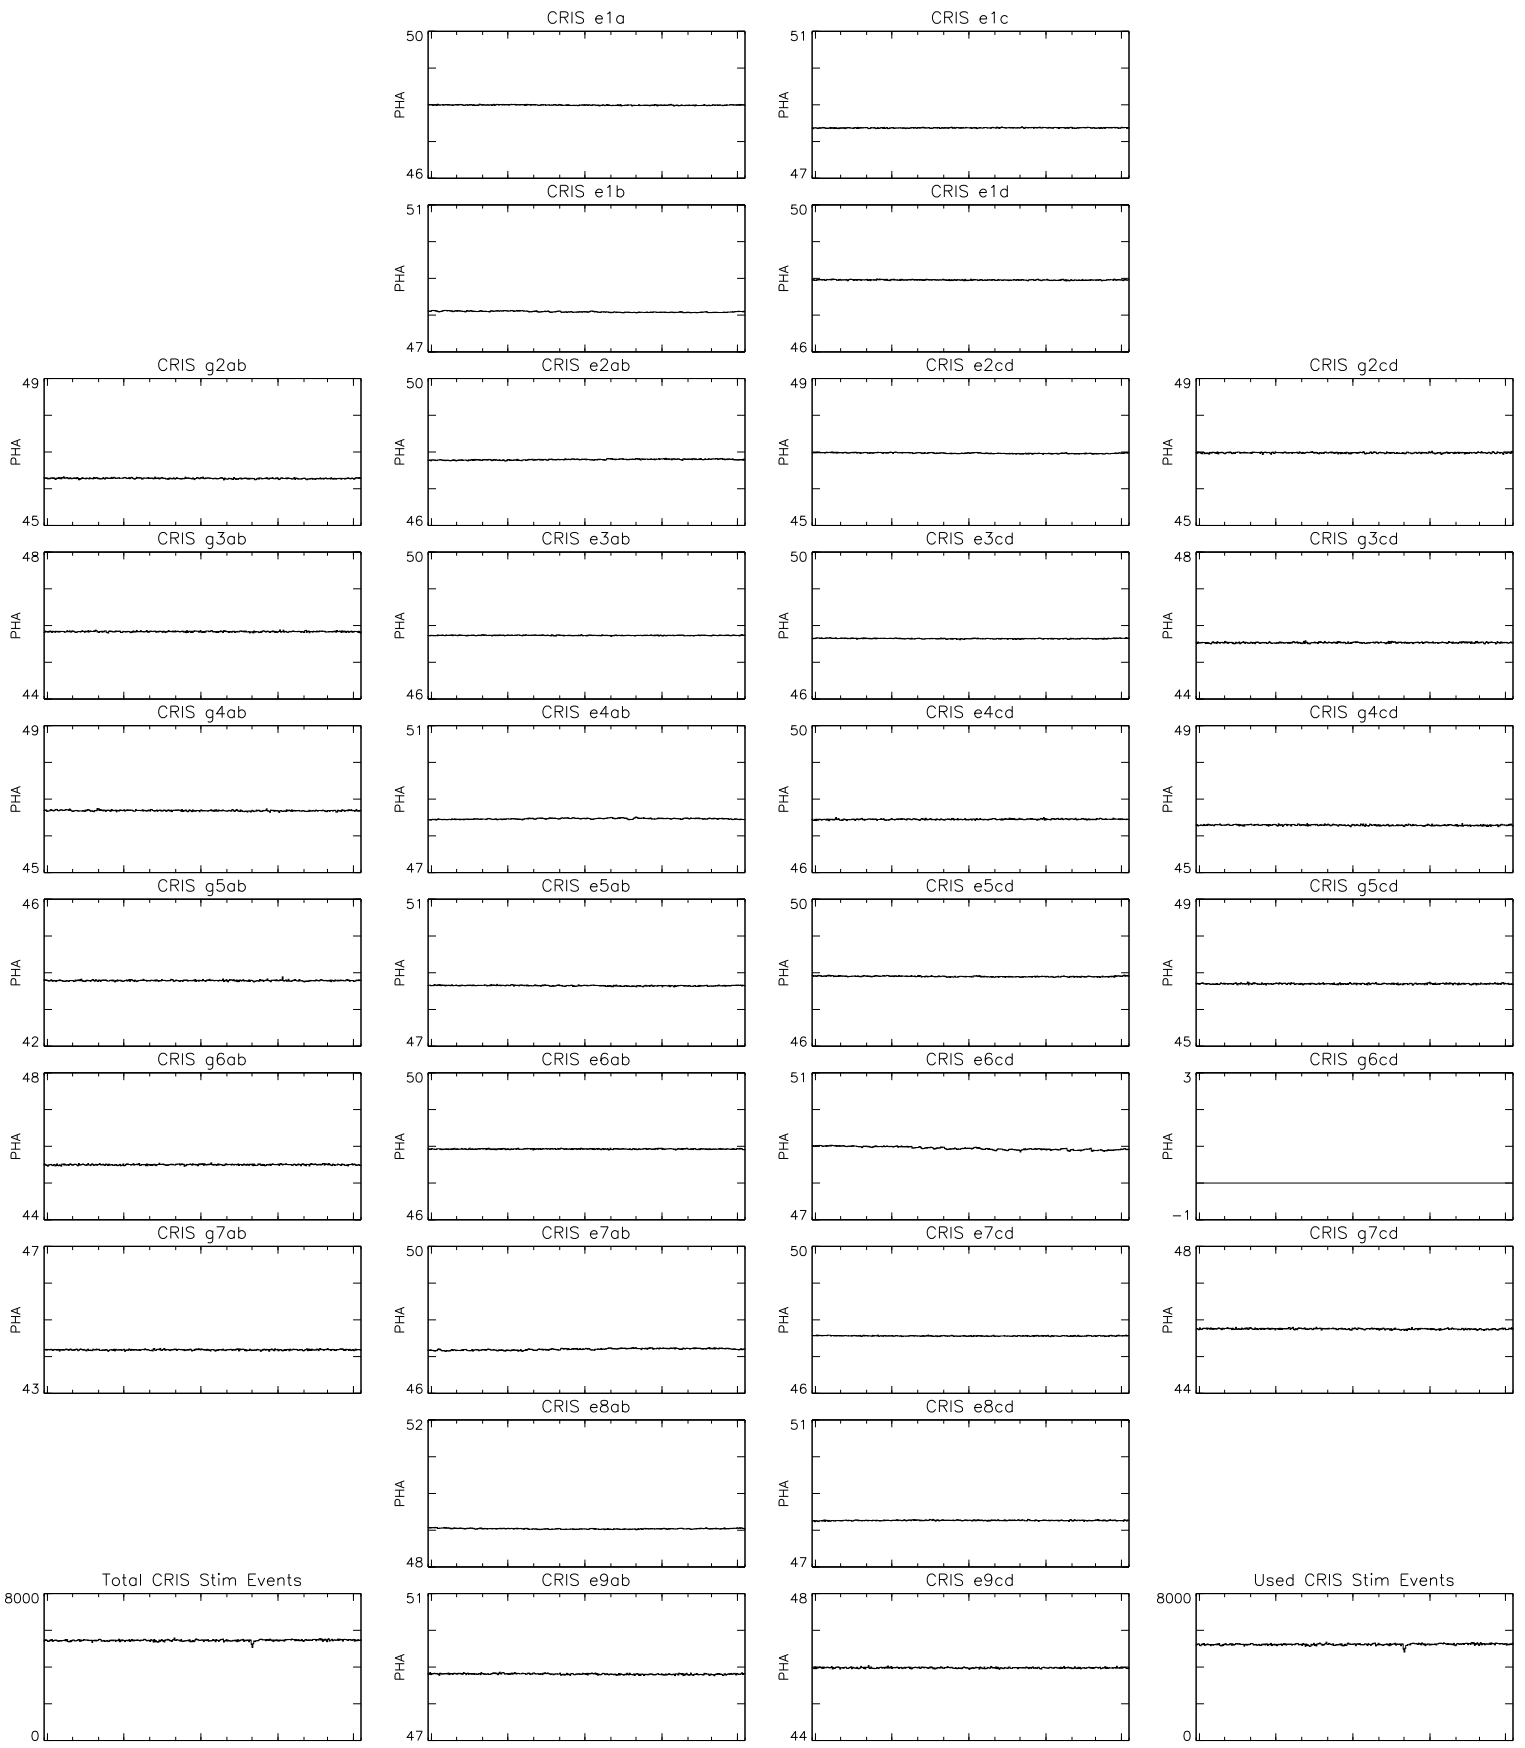 CRIS e1a
CRIS e1c
50
PHA
46
51
PHA
47
CRIS e1b
CRIS e1d
51
PHA
47
50
PHA
46
CRIS g2ab
CRIS e2ab
CRIS e2cd
CRIS g2cd
49
PHA
45
50
PHA
46
49
PHA
45
49
PHA
45
CRIS g3ab
CRIS e3ab
CRIS e3cd
CRIS g3cd
48
PHA
44
50
PHA
46
50
PHA
46
48
PHA
44
CRIS g4ab
CRIS e4ab
CRIS e4cd
CRIS g4cd
49
PHA
45
51
PHA
47
50
PHA
46
49
PHA
45
CRIS g5ab
CRIS e5ab
CRIS e5cd
CRIS g5cd
46
PHA
42
51
PHA
47
50
PHA
46
49
PHA
45
CRIS g6ab
CRIS e6ab
CRIS e6cd
CRIS g6cd
48
PHA
44
50
PHA
46
51
PHA
47
3
PHA
-1
CRIS g7ab
CRIS e7ab
CRIS e7cd
CRIS g7cd
47
PHA
43
50
PHA
46
50
PHA
46
48
PHA
44
CRIS e8ab
CRIS e8cd
52
PHA
48
51
PHA
47
Total CRIS Stim Events
CRIS e9ab
CRIS e9cd
Used CRIS Stim Events
8000
0
51
PHA
47
48
PHA
44
8000
0